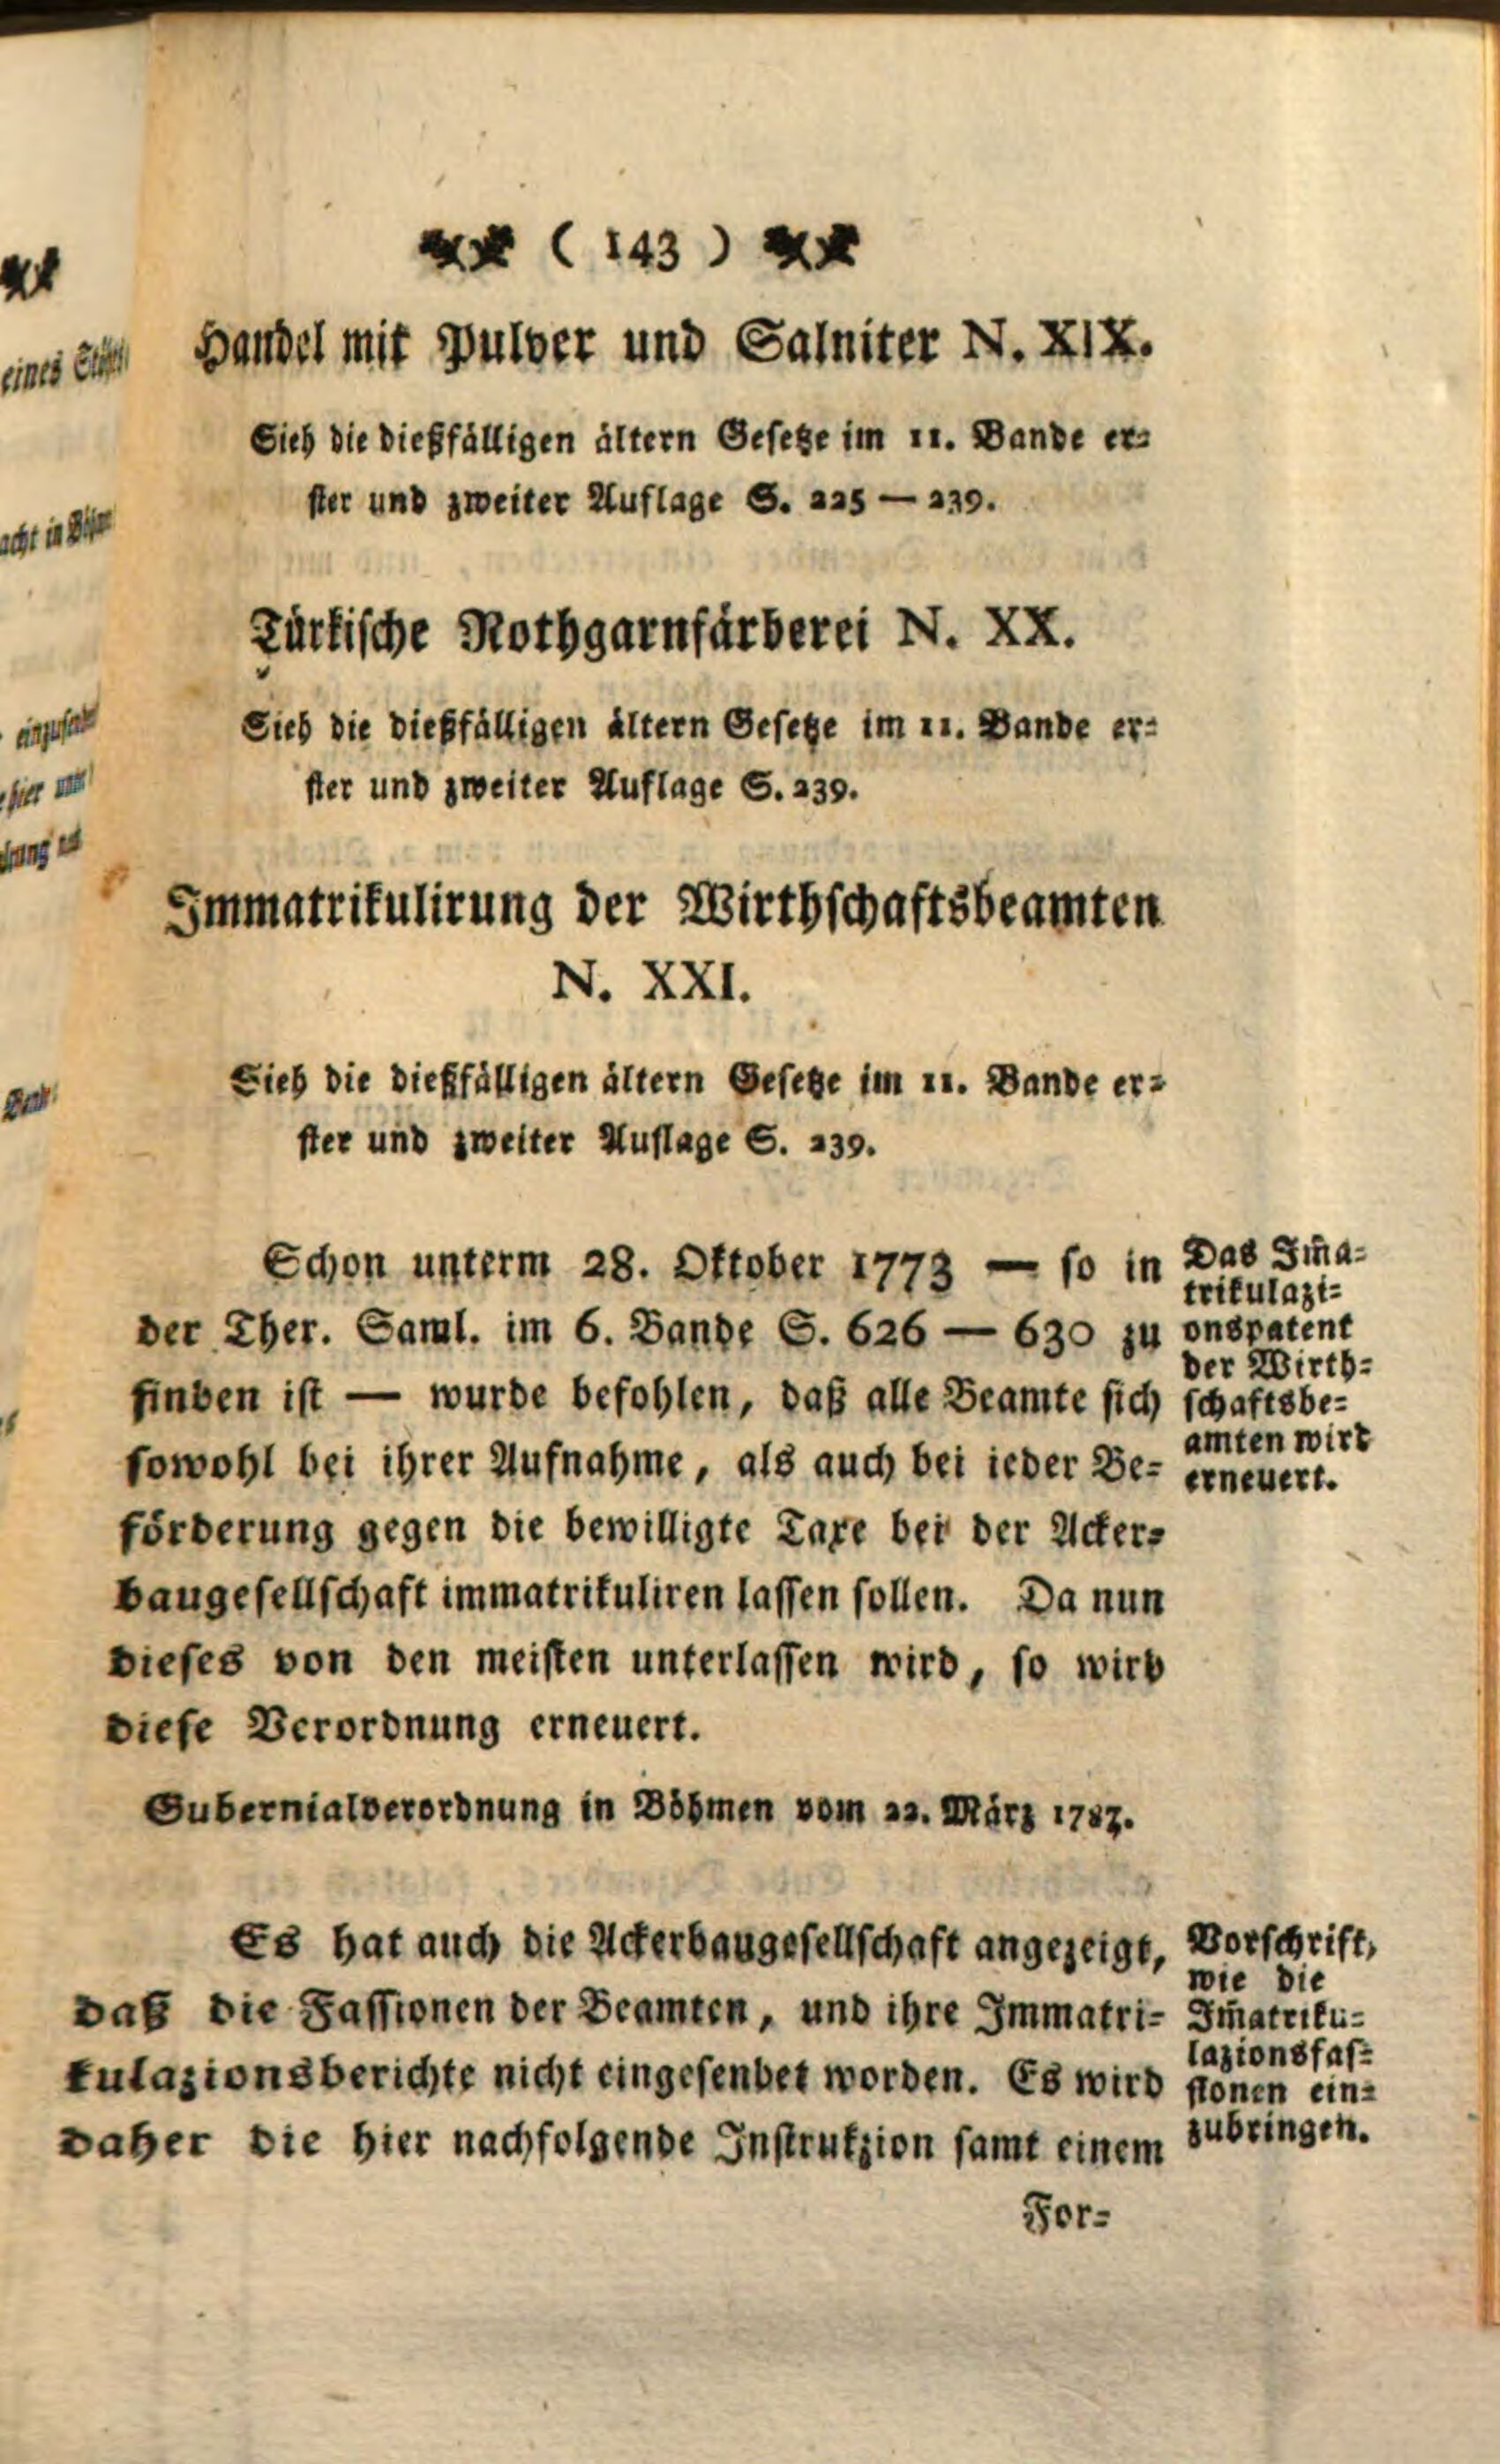 ( 143 )
Handel mit Pulver und Salniter N. XIX.
Sieh die dießfälligen ältern Gesetze im 11. Bande er-
ster und zweiter Auflage S. 225 — 239.
Türkische Rothgarnfärberei N. XX.
Sieh die dießfälligen ältern Gesetze im 11. Bande er-
ster und zweiter Auflage S. 239.
Immatrikulirung der Wirthschaftsbeamten
N. XXI.
Sieh die dießfälligen ältern Gesetze im 11. Bande er-
ster und zweiter Auflage S. 239.
Schon unterm 28. Oktober 1773 — so in
der Ther. Saml. im 6. Bande S. 626 — 630 zu
finden ist — wurde befohlen, daß alle Beamte sich
sowohl bei ihrer Aufnahme, als auch bei ieder Be-
förderung gegen die bewilligte Taxe bei der Acker-
baugesellschaft immatrikuliren lassen sollen. Da nun
dieses von den meisten unterlassen wird, so wird
diese Verordnung erneuert.
Das Im̄a-
trikulazi-
onspatent
der Wirth-
schaftsbe-
amten wird
erneuert.
Gubernialverordnung in Böhmen vom 22. März 1787.
Es hat auch die Ackerbaugesellschaft angezeigt,
daß die Fassionen der Beamten, und ihre Immatri-
kulazionsberichte nicht eingesendet worden. Es wird
daher die hier nachfolgende Instrukzion samt einem
Vorschrift,
wie die
Im̄atriku-
lazionsfas-
sionen ein-
zubringen.
For-
eines
acht in
hier